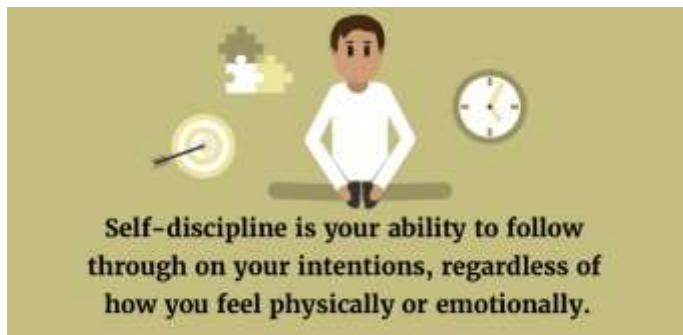 Self-discipline is your ability to follow
through on your intentions, regardless of
how you feel physically or emotionally.